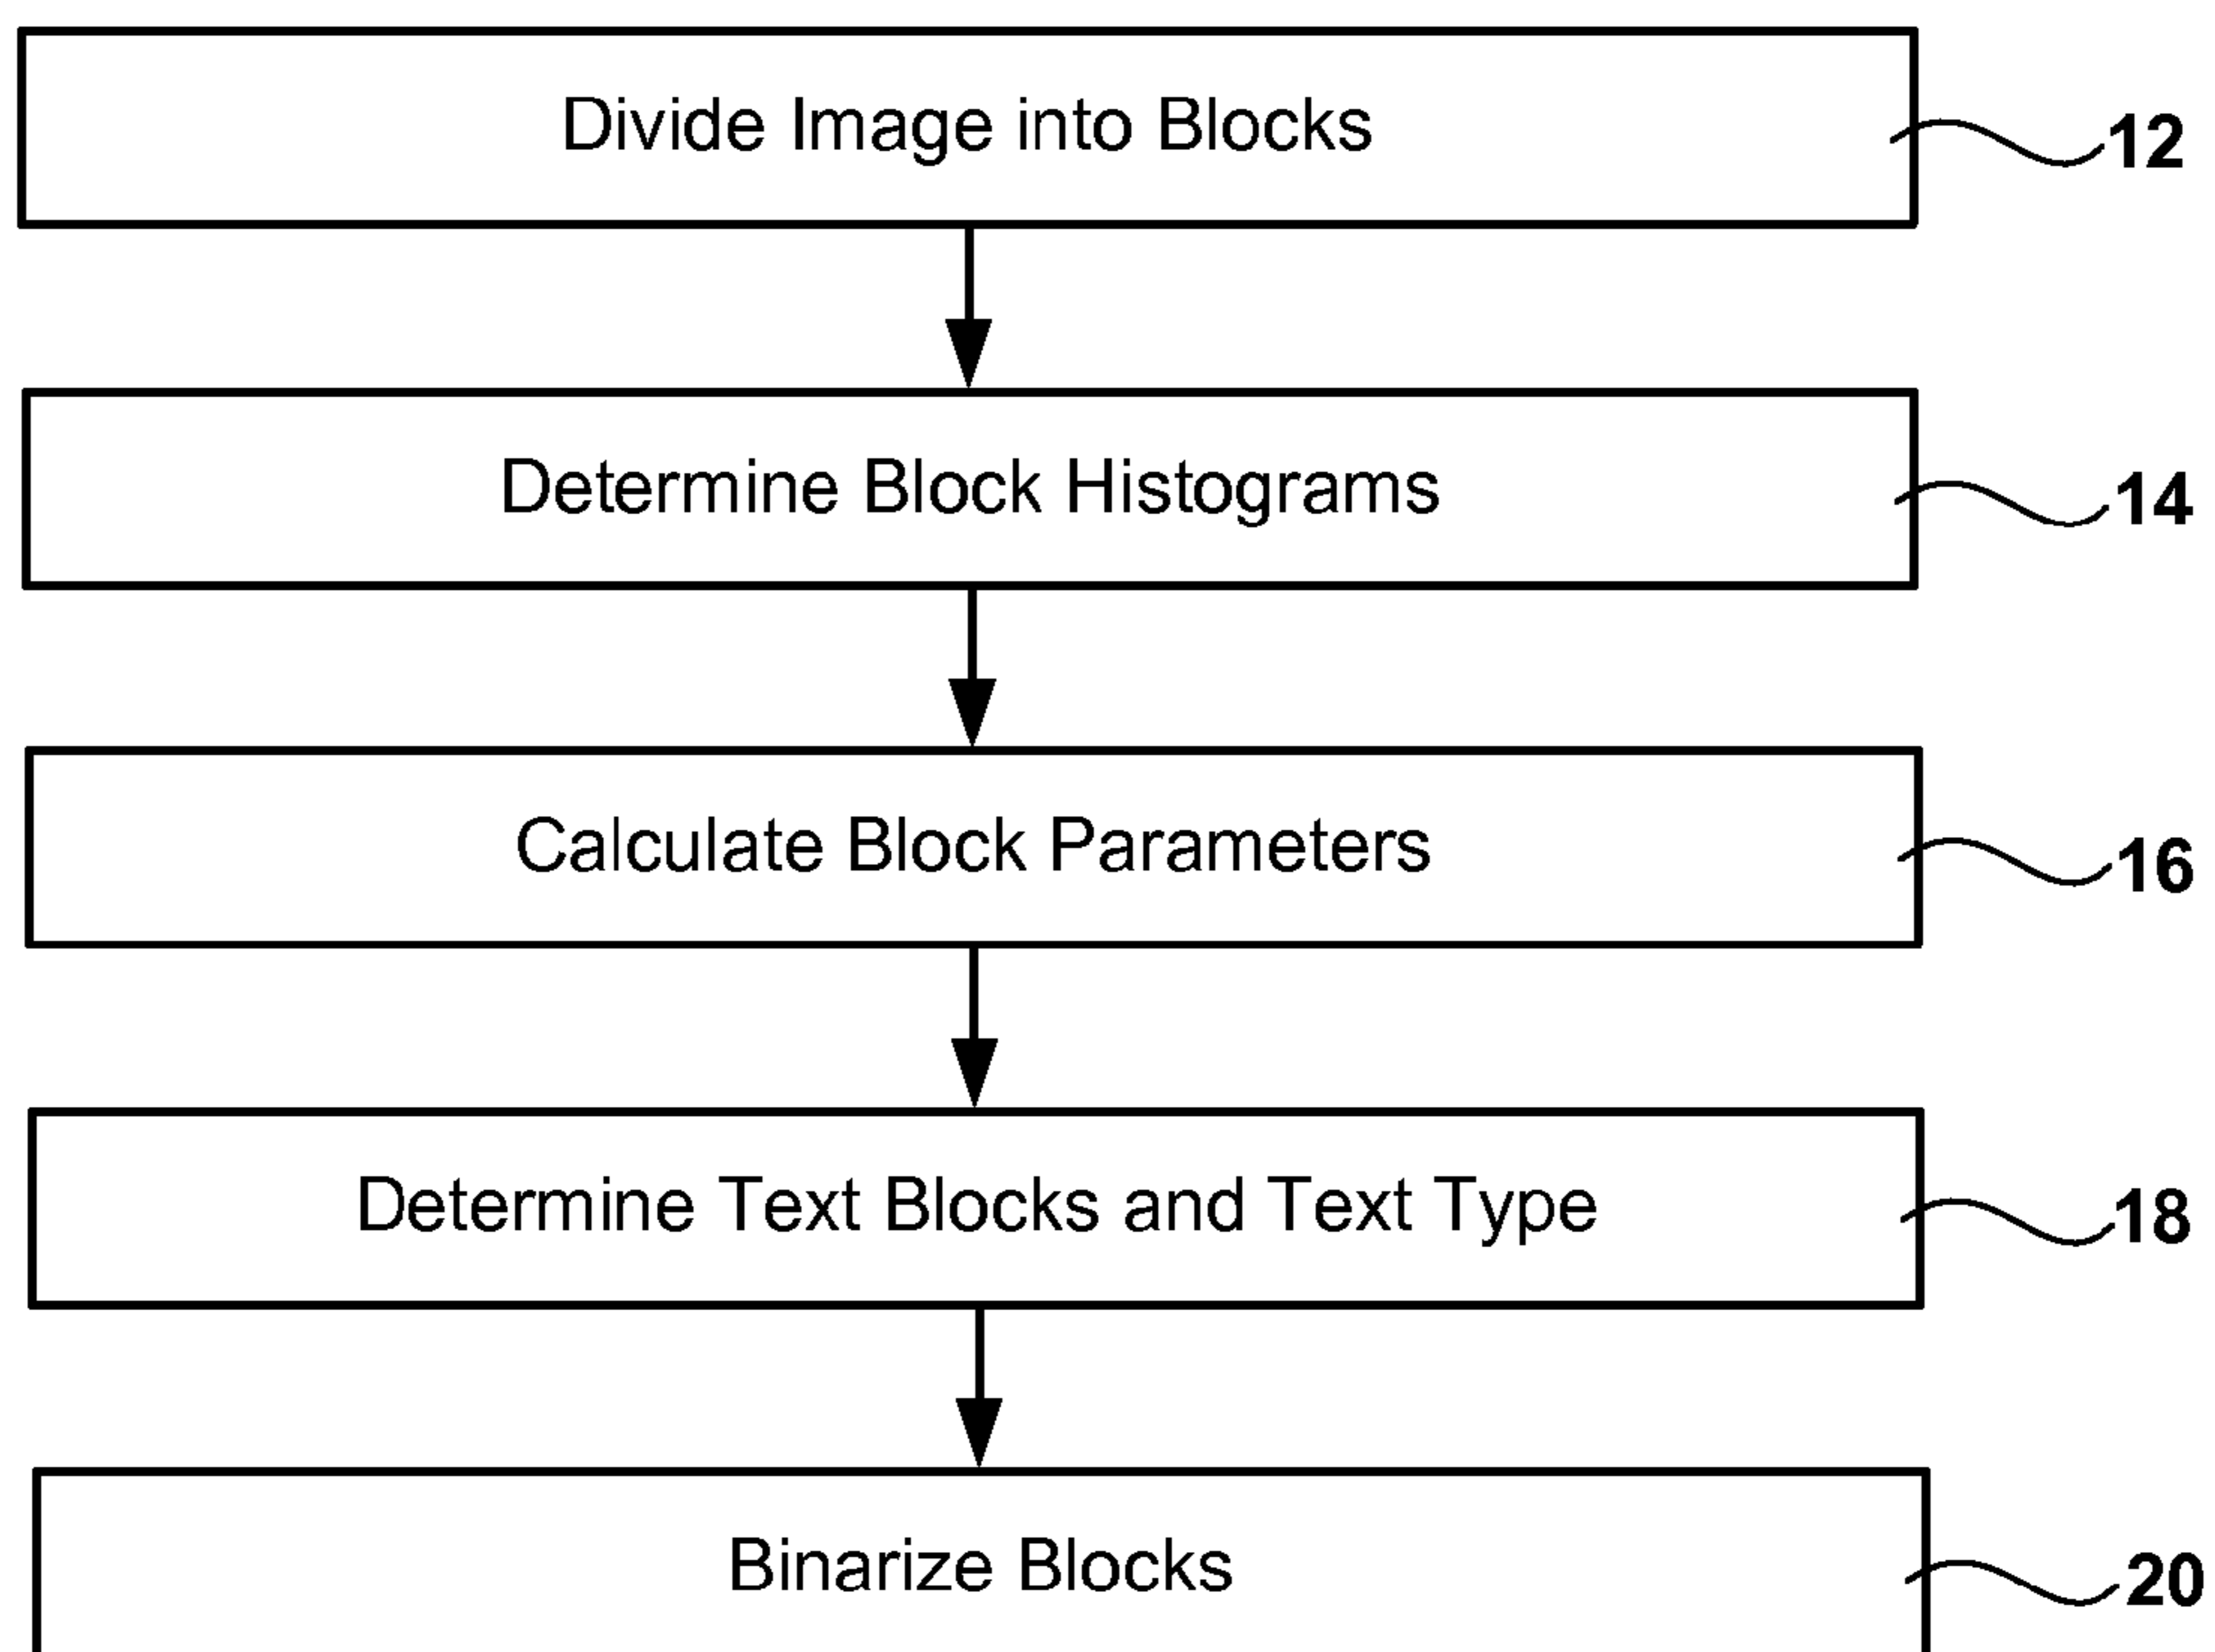 Divide Image into Blocks
12
Determine Block Histograms
14
Calculate Block Parameters
16
Determine Text Blocks and Text Type
18
Binarize Blocks
20